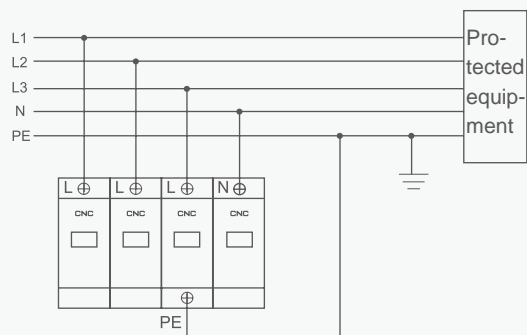 L1
L2
L3
N
PE
Pro-
tected
equip-
ment
L L L N
CNC CNC CNC CNC
PE